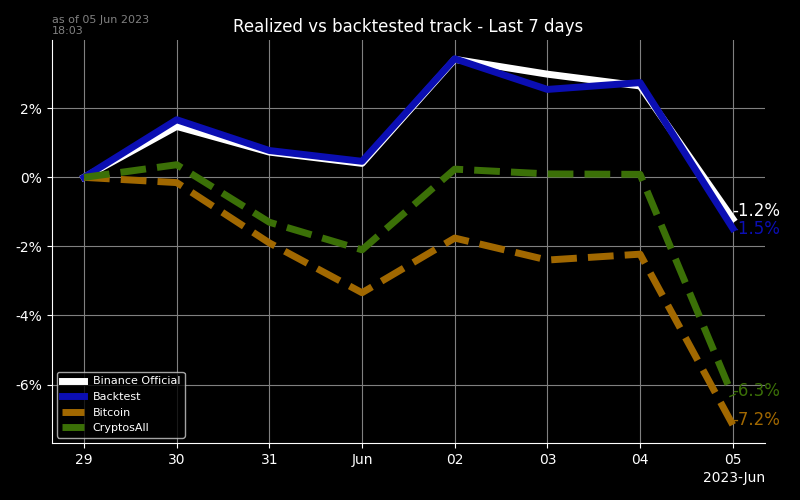 as of 05 Jun 2023
18:03
Realized vs backtested track - Last 7 days
2%
0%
-2%
-4%
-6%
-1.2%
-1.5%
-6.3%
-7.2%
Binance Official
Backtest
Bitcoin
CryptosAll
29 30 31 Jun 02 03 04 05
2023-Jun